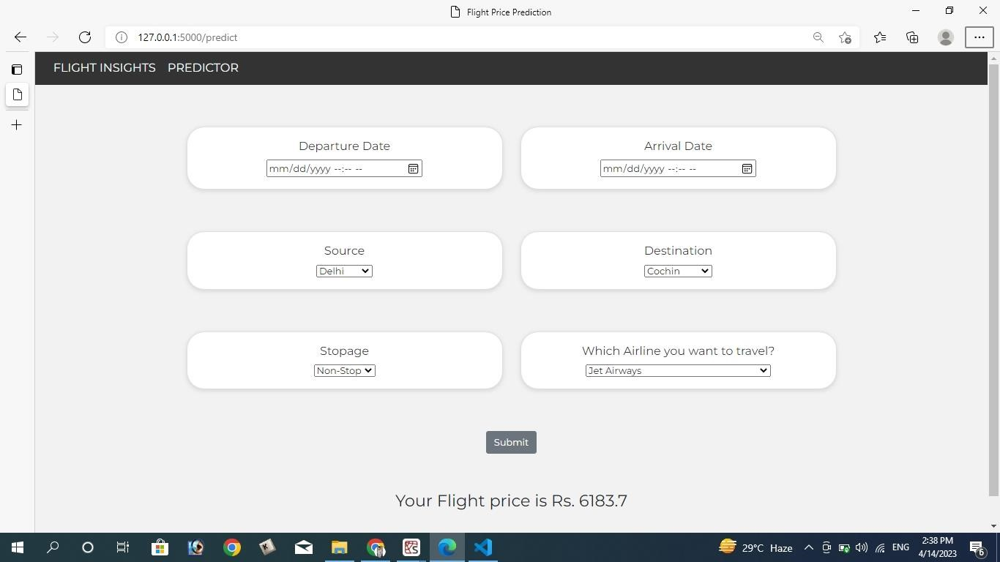 Flight Price Prediction
127.0.0.1:5000/predict
FLIGHT INSIGHTS PREDICTOR
Departure Date
mm/dd/yyyy --:-- --
Arrival Date
mm/dd/yyyy --:-- --
Source
Delhi
Destination
Cochin
Stopage
Non-Stop
Which Airline you want to travel?
Jet Airways
Submit
Your Flight price is Rs. 6183.7
29°C Haze
ENG
2:38 PM
4/14/2023
6